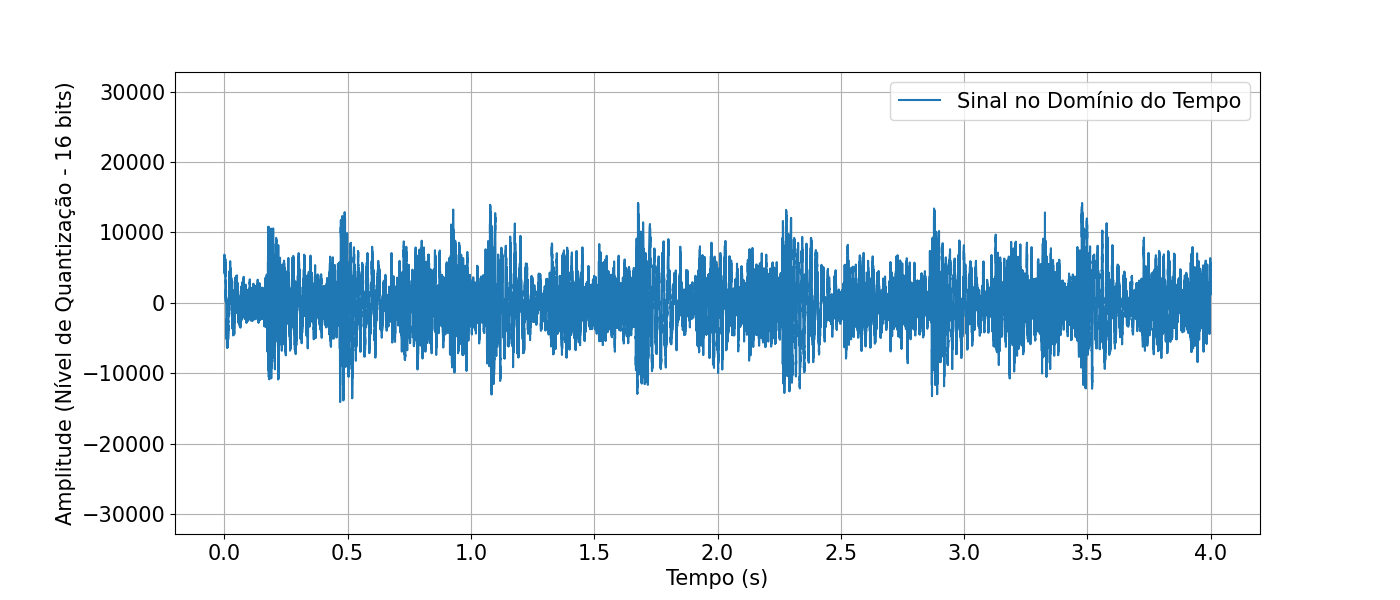 Amplitude (Nível de Quantização - 16 bits)
30000
20000
10000
0
−10000
−20000
−30000
Sinal no Domínio do Tempo
0.0 0.5 1.0 1.5 2.0 2.5 3.0 3.5 4.0
Tempo (s)